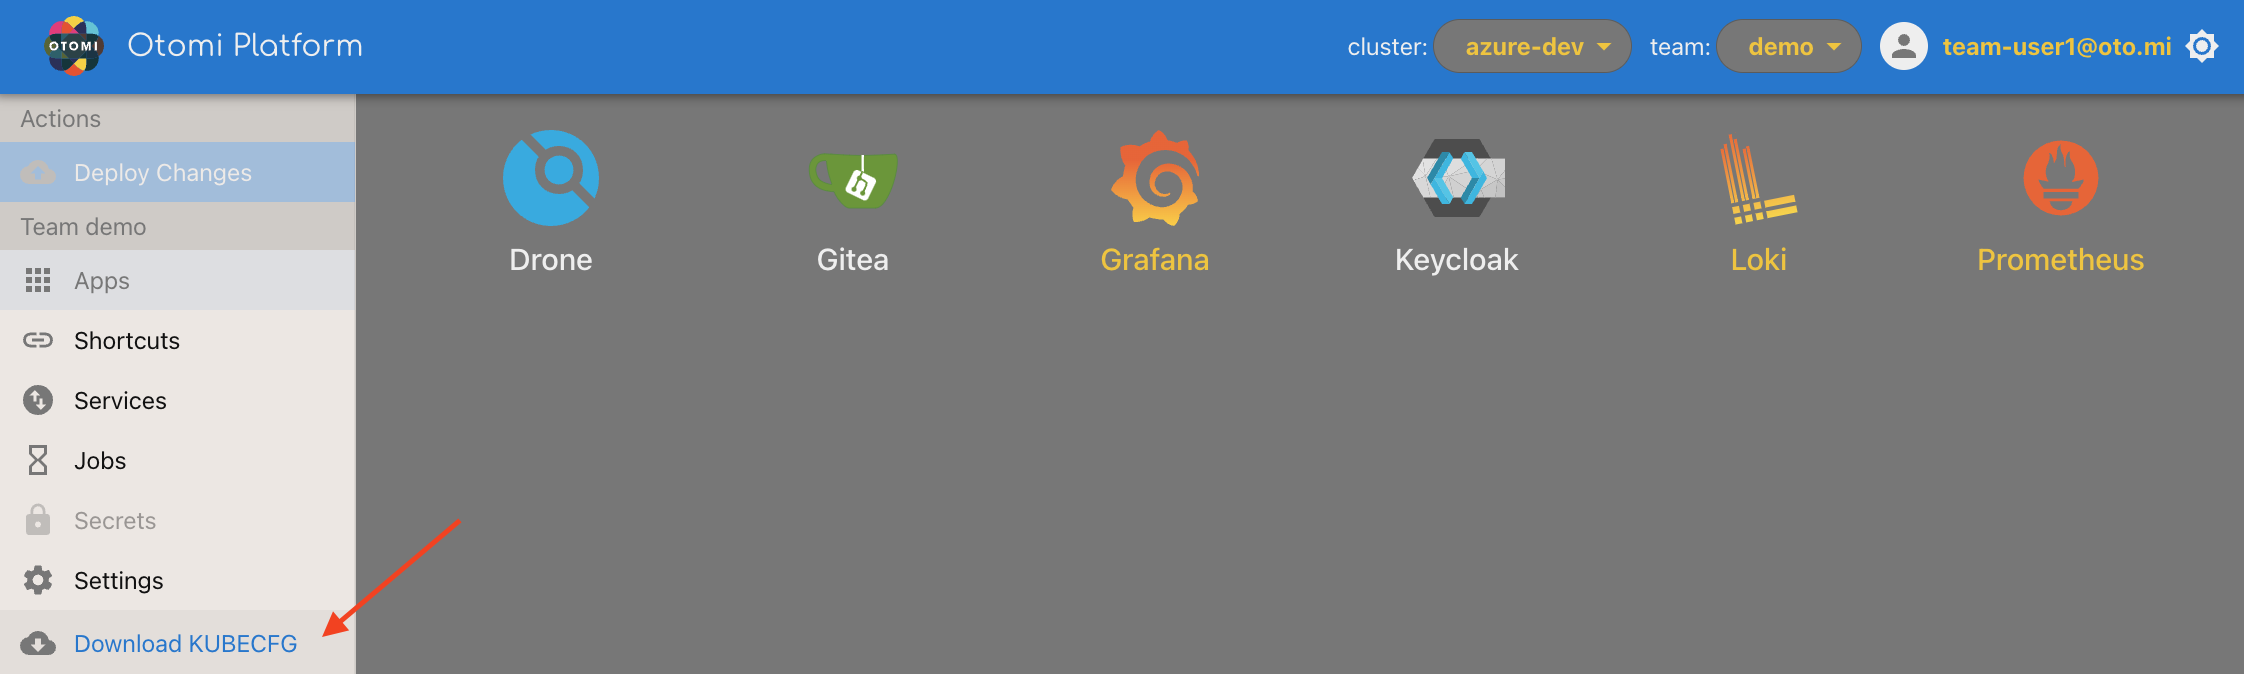 OTOMI Otomi Platform
cluster: azure-dev team: demo team-user1@oto.mi
Actions
Deploy Changes
Team demo
Apps
Shortcuts
Services
Jobs
Secrets
Settings
Download KUBECFG
Drone Gitea Grafana Keycloak Loki Prometheus